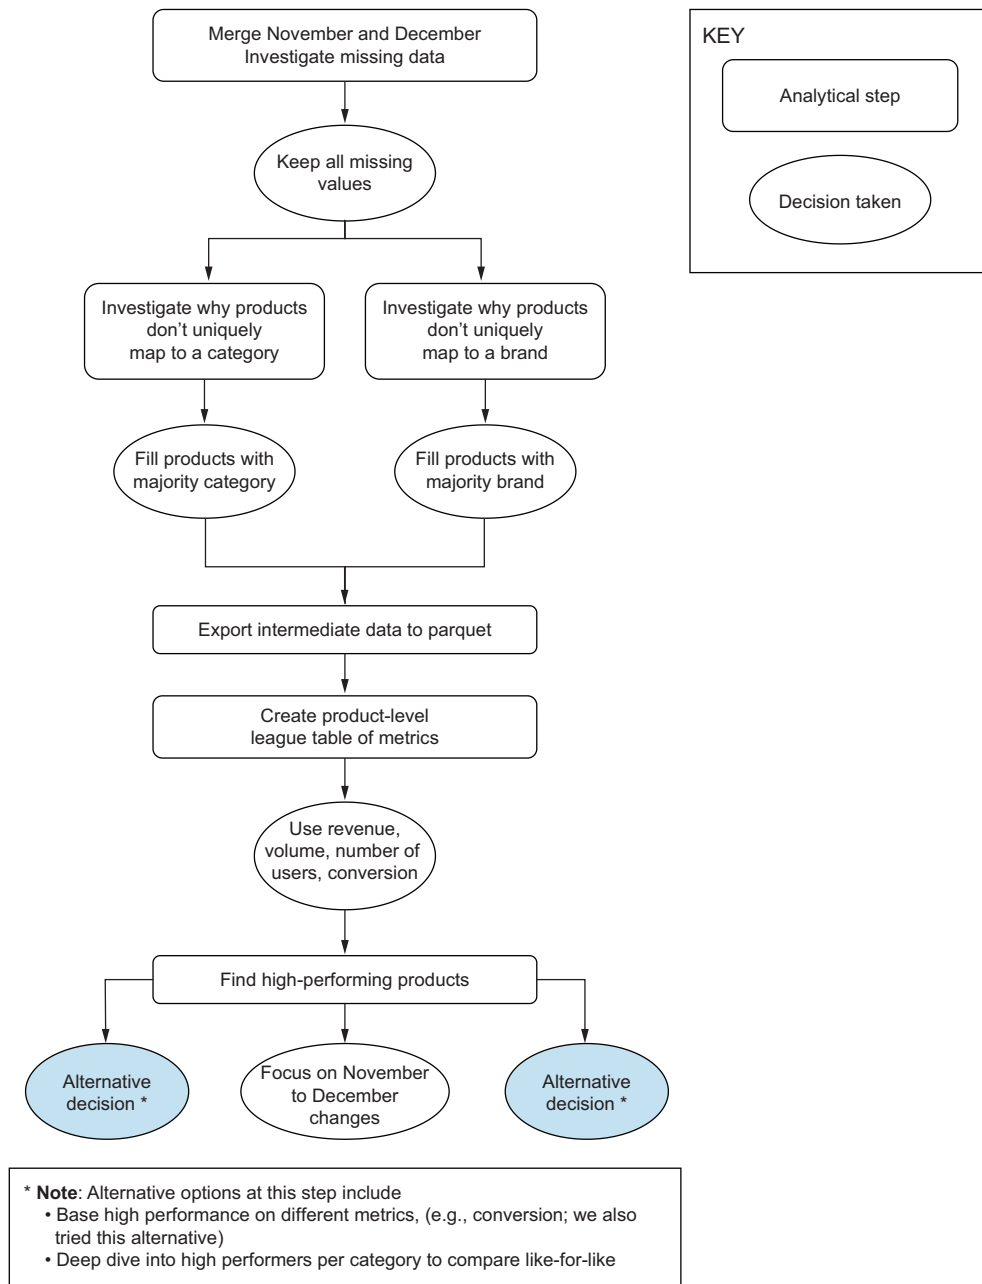 Merge November and December
Investigate missing data
KEY
Analytical step
Decision taken
Keep all missing
values
Investigate why products
don’t uniquely
map to a category
Investigate why products
don’t uniquely
map to a brand
Fill products with
majority category
Fill products with
majority brand
Export intermediate data to parquet
Create product-level
league table of metrics
Use revenue,
volume, number of
users, conversion
Find high-performing products
Alternative
decision *
Focus on November
to December
changes
Alternative
decision *
* Note: Alternative options at this step include
• Base high performance on different metrics, (e.g., conversion; we also
tried this alternative)
• Deep dive into high performers per category to compare like-for-like